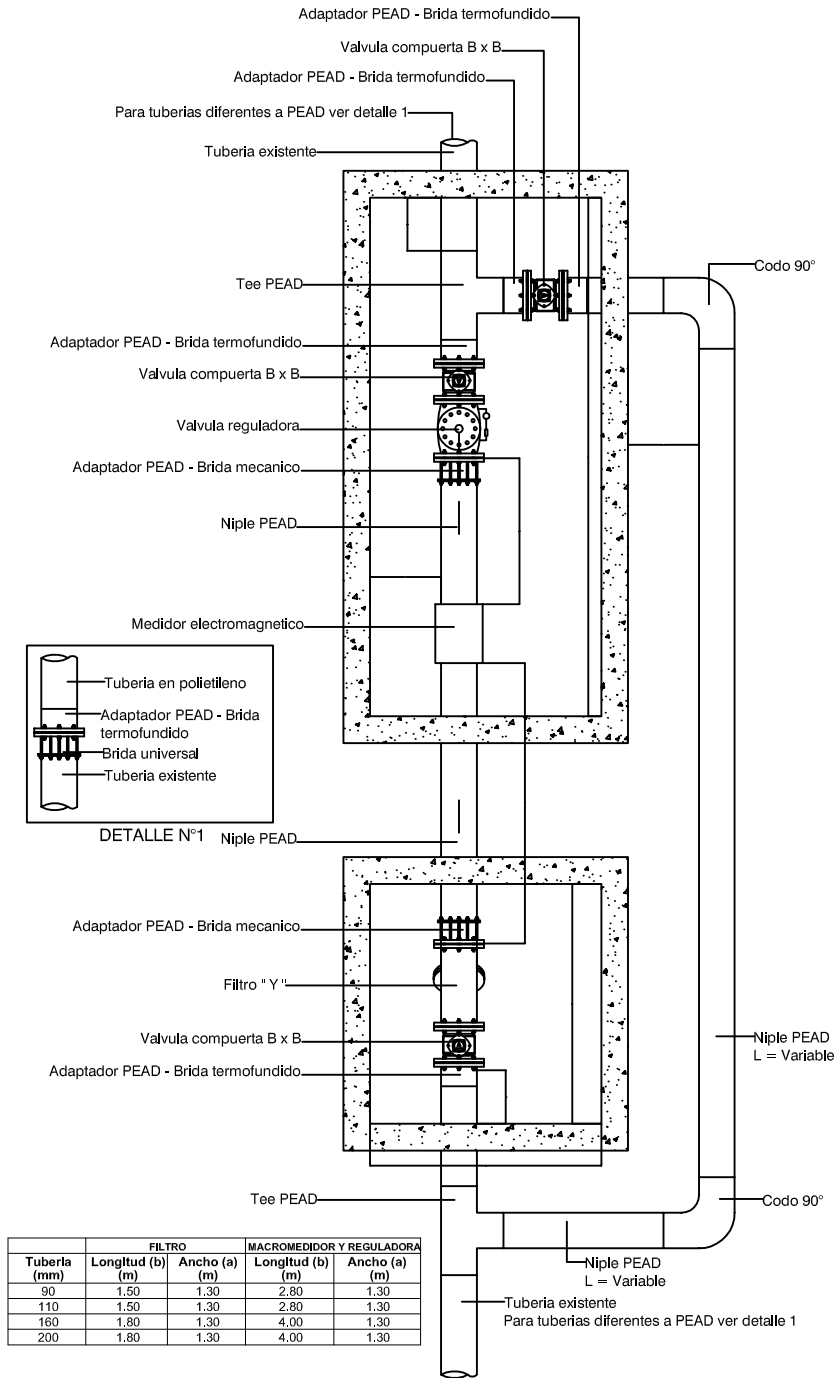 Adaptador PEAD - Brida termofundido
Valvula compuerta B x B
Adaptador PEAD - Brida termofundido
Para tuberias diferentes a PEAD ver detalle 1
Tuberia existente
Codo 90°
Tee PEAD
Adaptador PEAD - Brida termofundido
Valvula compuerta B x B
Valvula reguladora
Adaptador PEAD - Brida mecanico
Niple PEAD
Medidor electromagnetico
Tuberia en polietileno
Adaptador PEAD - Brida
termofundido
Brida universal
Tuberia existente
DETALLE N°1
Niple PEAD
Adaptador PEAD - Brida mecanico
Filtro " Y "
Valvula compuerta B x B
Adaptador PEAD - Brida termofundido
Niple PEAD
L = Variable
Tee PEAD
Codo 90°
Niple PEAD
L = Variable
Tuberia existente
Para tuberias diferentes a PEAD ver detalle 1
FILTRO MACROMEDIDOR Y REGULADORA
Tuberia (mm) Longitud (b) (m) Ancho (a) (m) Longitud (b) (m) Ancho (a) (m)
90 1.50 1.30 2.80 1.30
110 1.50 1.30 2.80 1.30
160 1.80 1.30 4.00 1.30
200 1.80 1.30 4.00 1.30